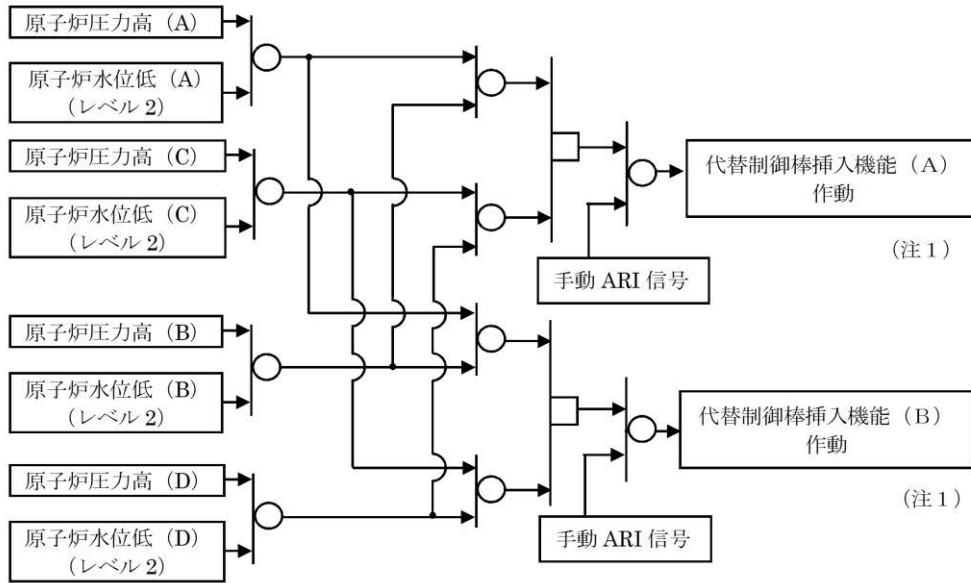 原子炉圧力高(A)
原子炉水位低(A)
(レベル2)
原子炉圧力高(C)
原子炉水位低(C)
(レベル2)
代替制御棒挿入機能(A)
作動
(注1)
手動 ARI 信号
原子炉圧力高(B)
原子炉水位低(B)
(レベル2)
原子炉圧力高(D)
原子炉水位低(D)
(レベル2)
代替制御棒挿入機能(B)
作動
(注1)
手動 ARI 信号